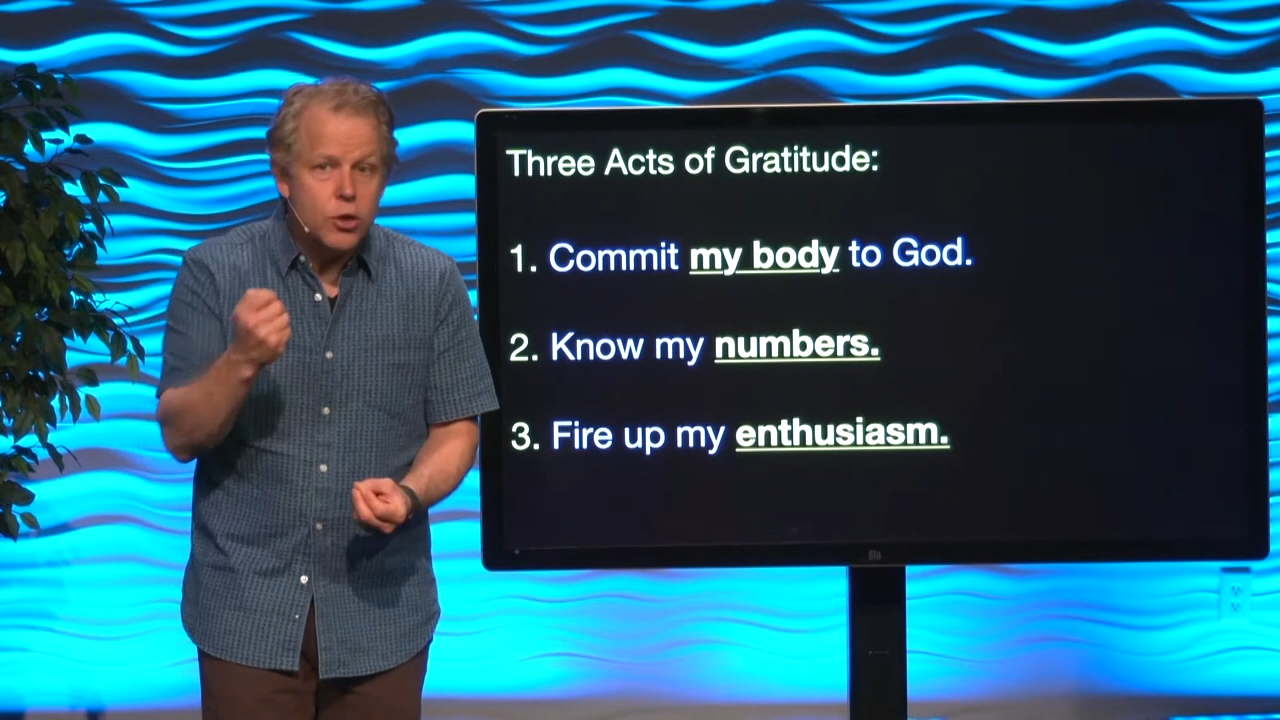 Three Acts of Gratitude:
1. Commit my body to God.
2. Know my numbers.
3. Fire up my enthusiasm.
elo